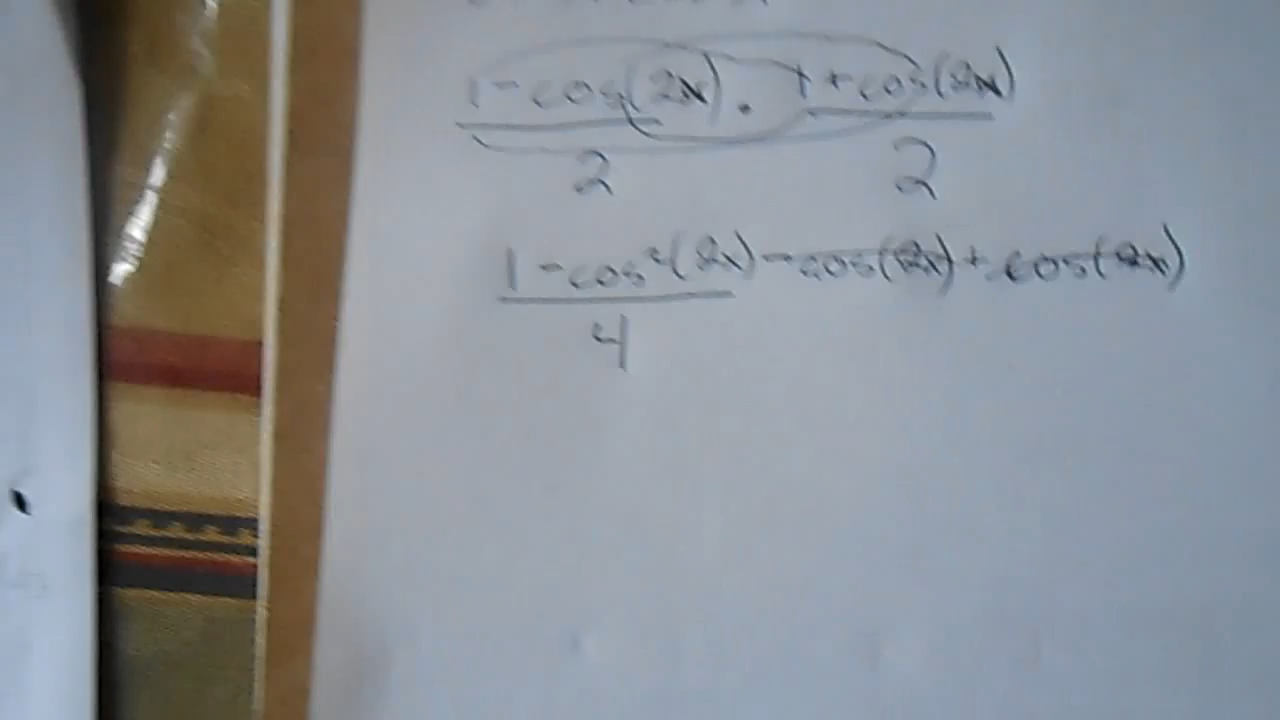 1 - cos(2x) · 1 + cos(2x)
2 2
1 - cos²(2x) - cos(2x) + cos(2x)
4